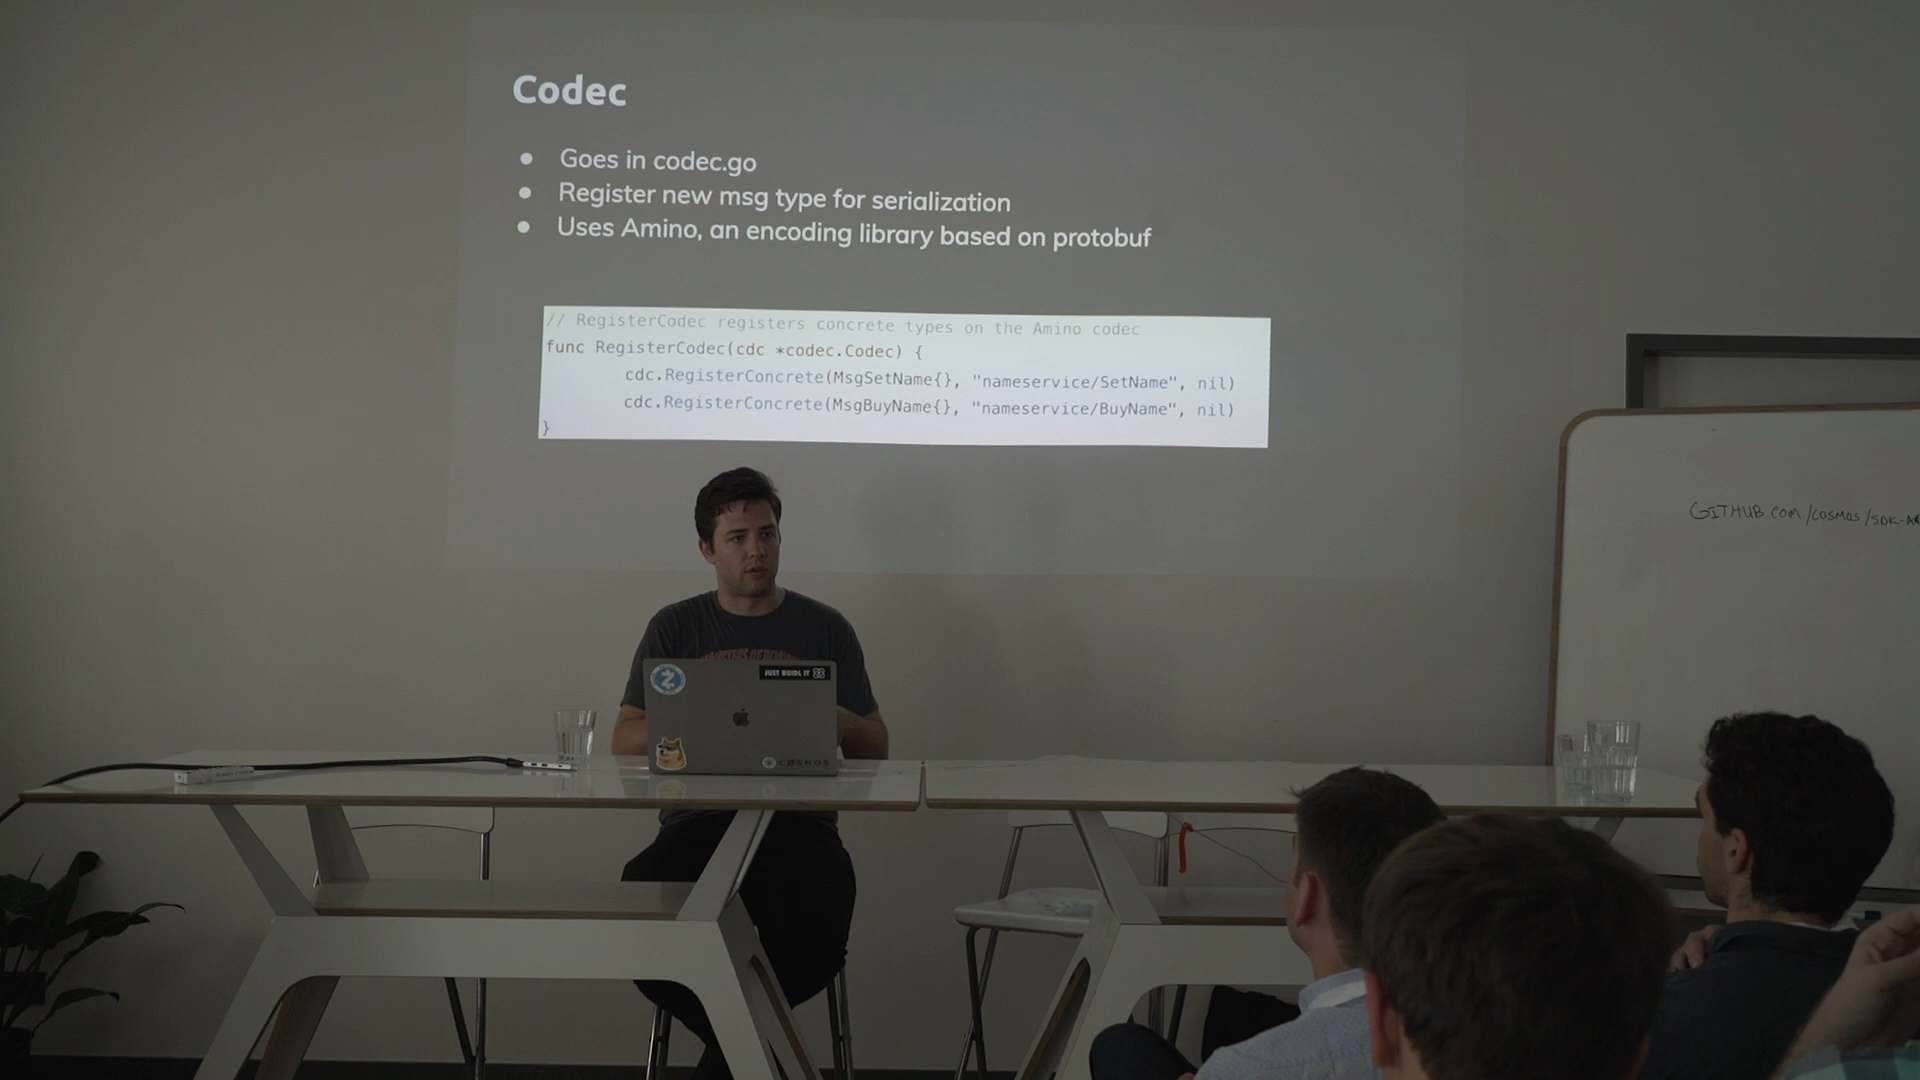 Codec
● Goes in codec.go
● Register new msg type for serialization
● Uses Amino, an encoding library based on protobuf
// RegisterCodec registers concrete types on the Amino codec
func RegisterCodec(cdc *codec.Codec) {
cdc.RegisterConcrete(MsgSetName{}, "nameservice/SetName", nil)
cdc.RegisterConcrete(MsgBuyName{}, "nameservice/BuyName", nil)
}
GITHUB.COM/COSMOS/SDK-
JUST BUIDL IT
COSMOS